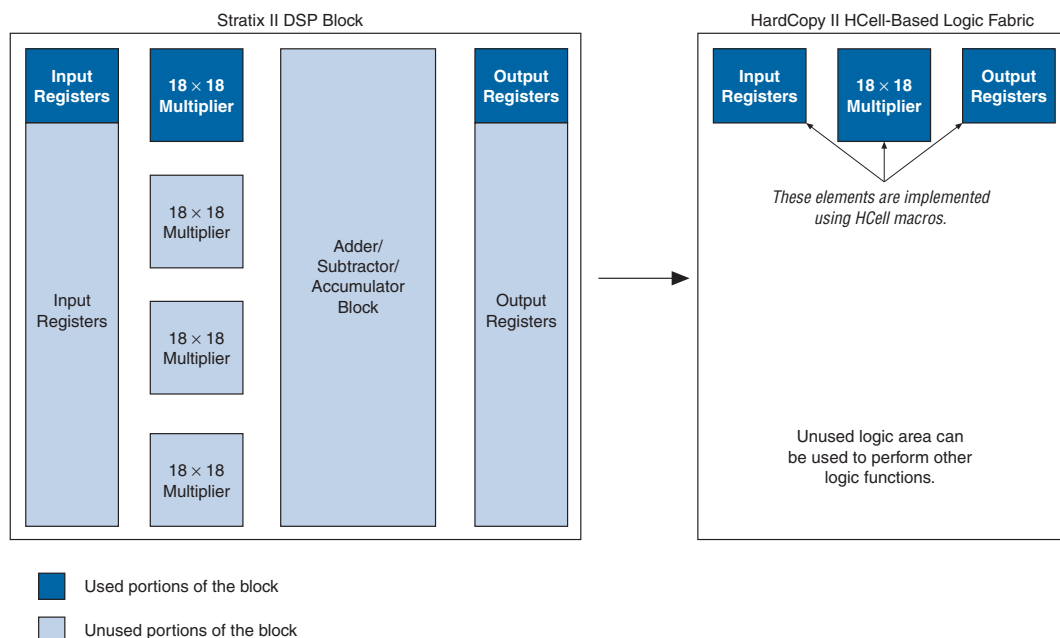 Stratix II DSP Block
Input
Registers
18 × 18
Multiplier
Output
Registers
18 × 18
Multiplier
Adder/
Subtractor/
Accumulator
Block
Input
Registers
18 × 18
Multiplier
Output
Registers
18 × 18
Multiplier
HardCopy II HCell-Based Logic Fabric
Input
Registers
18 × 18
Multiplier
Output
Registers
These elements are implemented
using HCell macros.
Unused logic area can
be used to perform other
logic functions.
Used portions of the block
Unused portions of the block